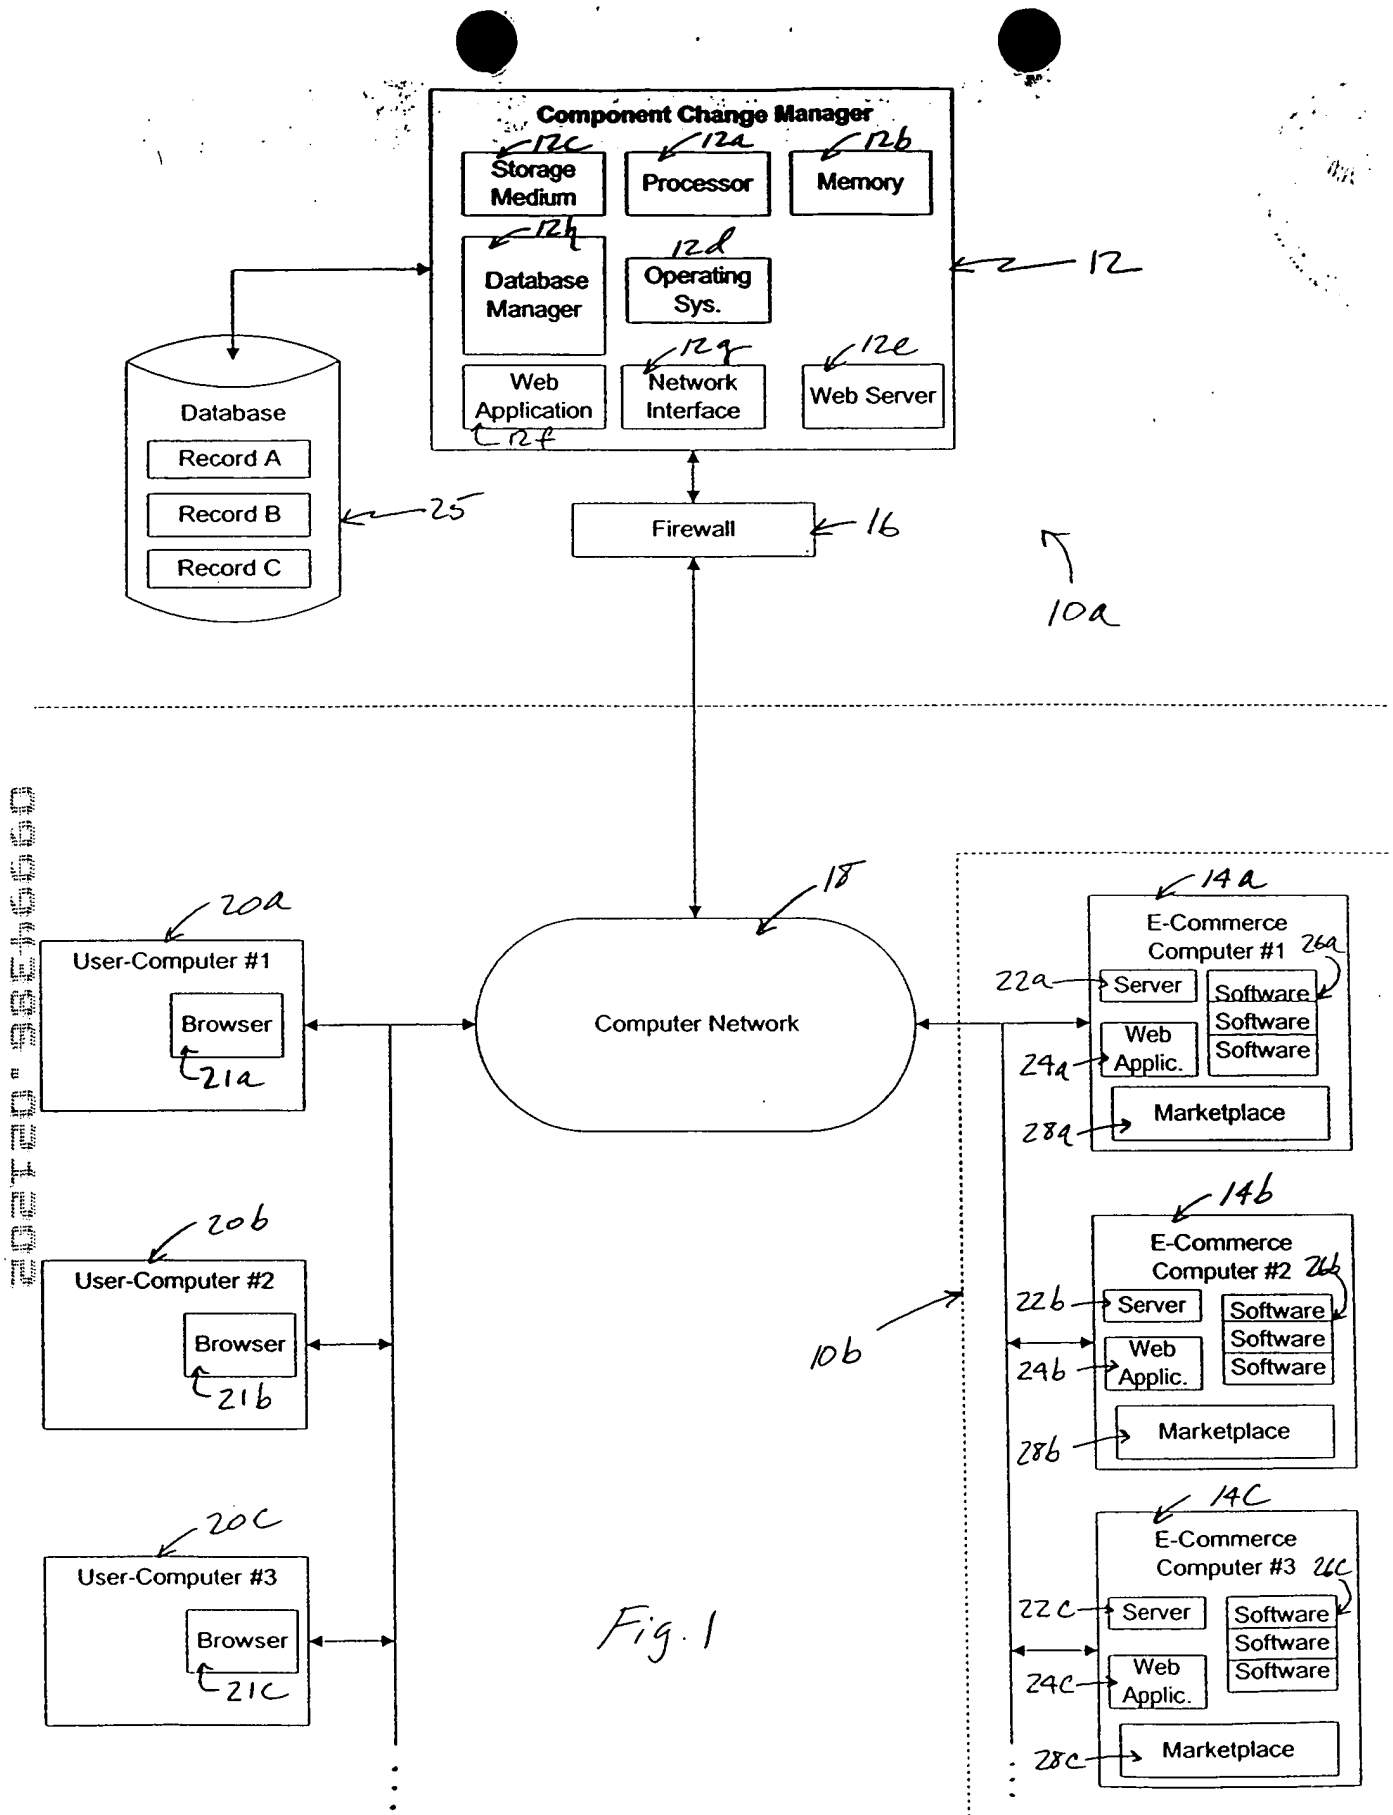 Component Change Manager
12c
12a
12b
Storage
Medium
Processor
Memory
12h
12d
Database
Manager
Operating
Sys.
12
12g
12e
Web
Application
Network
Interface
Web Server
12f
Database
Record A
Record B
Record C
25
Firewall
16
10a
18
Computer Network
20a
User-Computer #1
Browser
21a
20b
User-Computer #2
Browser
21b
20c
User-Computer #3
Browser
21c
14a
E-Commerce
Computer #1
26a
22a
Server
Software
Software
Software
24a
Web
Applic.
28a
Marketplace
14b
E-Commerce
Computer #2
26b
22b
Server
Software
Software
Software
24b
Web
Applic.
28b
Marketplace
10b
14c
E-Commerce
Computer #3
26c
22c
Server
Software
Software
Software
24c
Web
Applic.
28c
Marketplace
Fig. 1